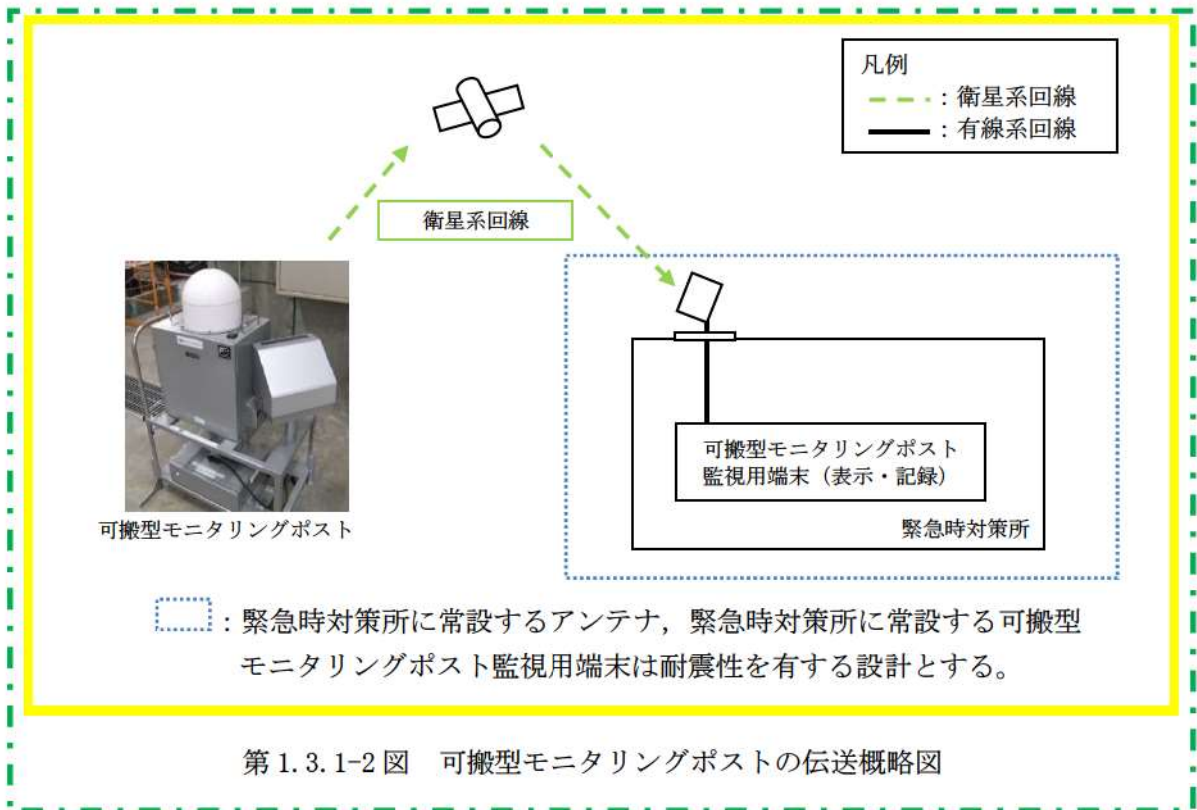 凡例
：衛星系回線
：有線系回線
衛星系回線
可搬型モニタリングポスト
監視用端末（表示・記録）
緊急時対策所
可搬型モニタリングポスト
：緊急時対策所に常設するアンテナ，緊急時対策所に常設する可搬型
モニタリングポスト監視用端末は耐震性を有する設計とする。
第1.3.1-2図　可搬型モニタリングポストの伝送概略図